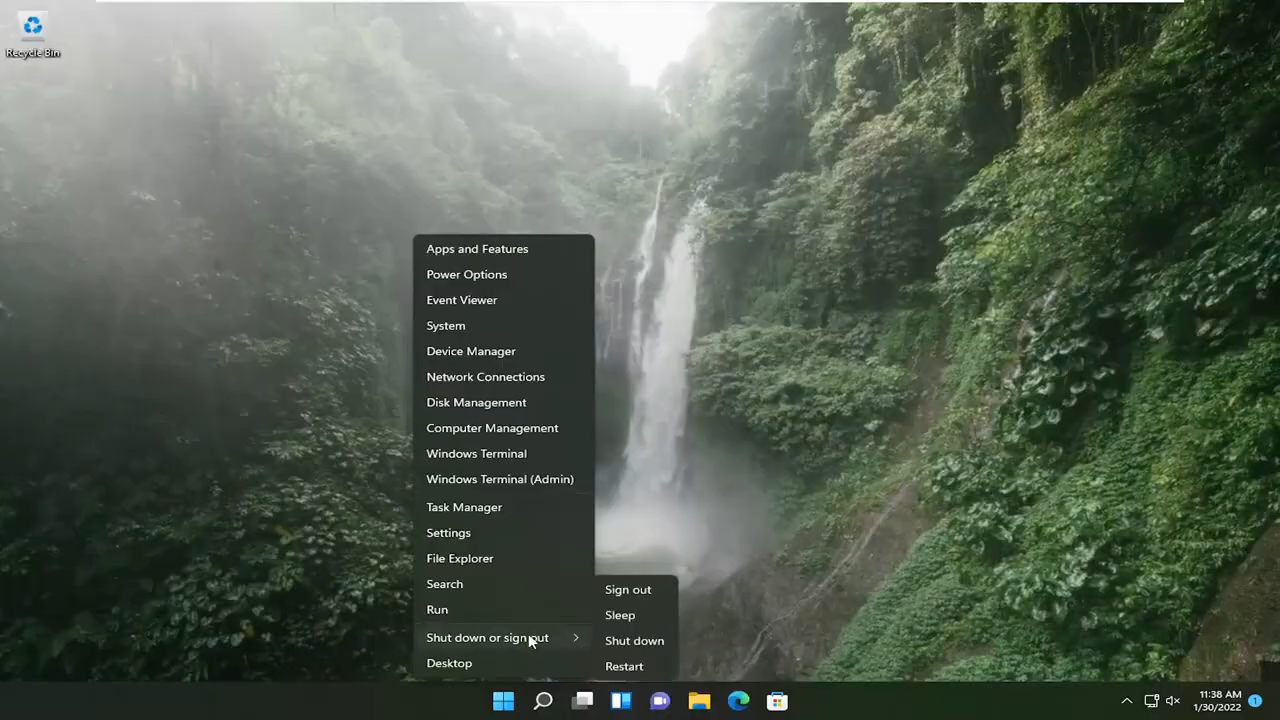 Recycle Bin
Apps and Features
Power Options
Event Viewer
System
Device Manager
Network Connections
Disk Management
Computer Management
Windows Terminal
Windows Terminal (Admin)
Task Manager
Settings
File Explorer
Search
Run
Shut down or sign out
Desktop
Sign out
Sleep
Shut down
Restart
11:38 AM
1/30/2022
1